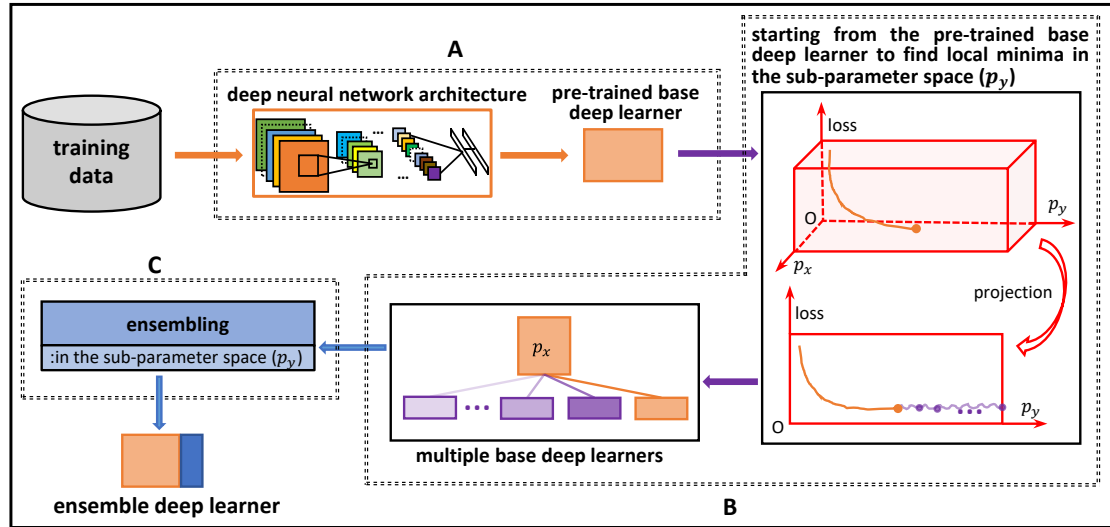 A
training
data
deep neural network architecture
...
...
pre-trained base
deep learner
starting from the pre-trained base
deep learner to find local minima in
the sub-parameter space (p_y)
loss
O
p_y
p_x
projection
loss
O
p_y
...
B
p_x
...
multiple base deep learners
C
ensembling
:in the sub-parameter space (p_y)
ensemble deep learner